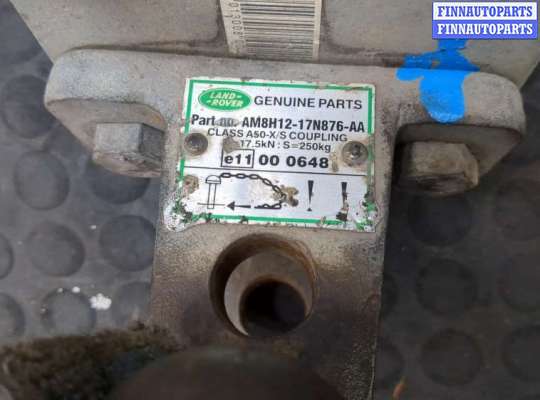 FINNAUTOPARTS
FINNAUTOPARTS
FINNAUTOPARTS
LAND-
ROVER
GENUINE PARTS
Part no. AM8H12-17N876-AA
CLASS A50-X/S COUPLING
17.5kN : S=250kg
e11 00 0648
! !